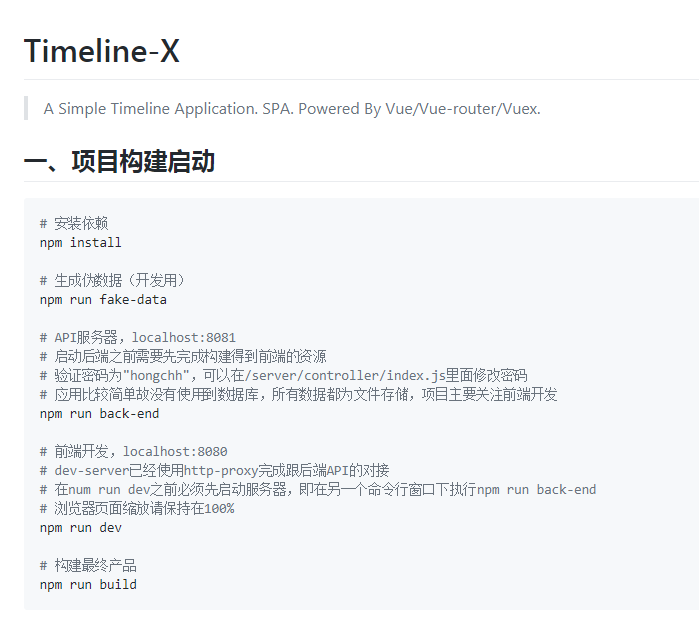 Timeline-X
A Simple Timeline Application. SPA. Powered By Vue/Vue-router/Vuex.
一、项目构建启动
# 安装依赖
npm install
# 生成伪数据（开发用）
npm run fake-data
# API服务器，localhost:8081
# 启动后端之前需要先完成构建得到前端的资源
# 验证密码为"hongchh"，可以在/server/controller/index.js里面修改密码
# 应用比较简单故没有使用到数据库，所有数据都为文件存储，项目主要关注前端开发
npm run back-end
# 前端开发，localhost:8080
# dev-server已经使用http-proxy完成跟后端API的对接
# 在num run dev之前必须先启动服务器，即在另一个命令行窗口下执行npm run back-end
# 浏览器页面缩放请保持在100%
npm run dev
# 构建最终产品
npm run build